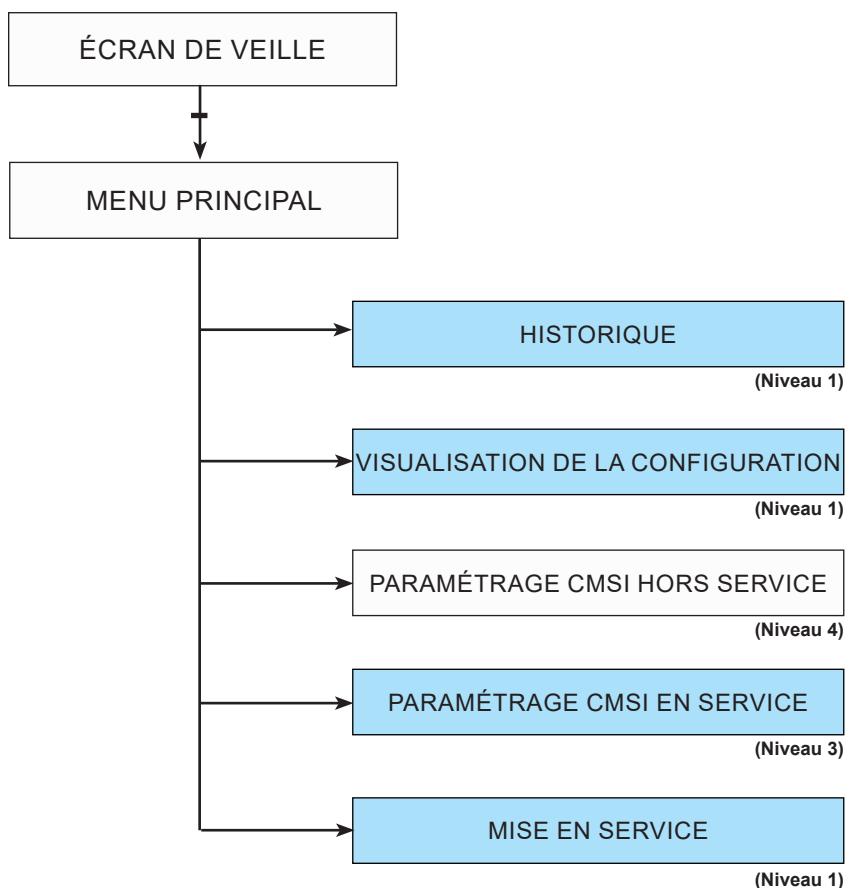 ÉCRAN DE VEILLE
MENU PRINCIPAL
HISTORIQUE
(Niveau 1)
VISUALISATION DE LA CONFIGURATION
(Niveau 1)
PARAMÉTRAGE CMSI HORS SERVICE
(Niveau 4)
PARAMÉTRAGE CMSI EN SERVICE
(Niveau 3)
MISE EN SERVICE
(Niveau 1)